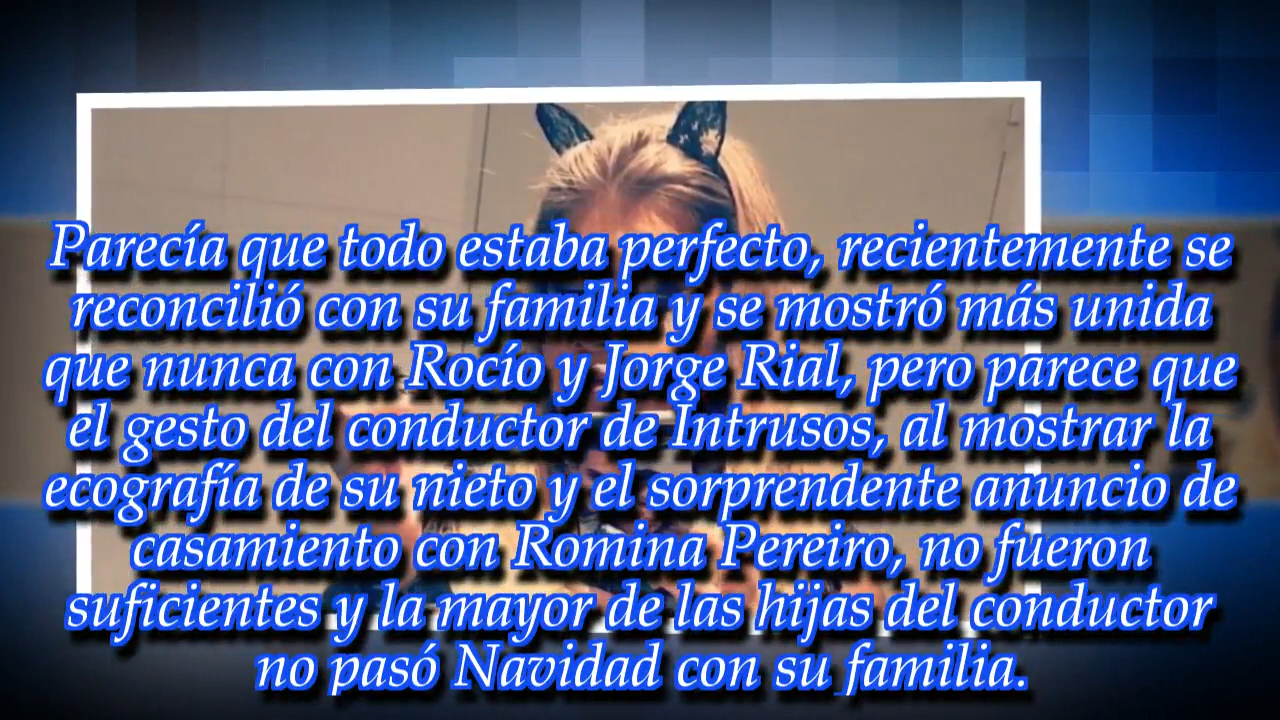 Parecía que todo estaba perfecto, recientemente se
reconcilió con su familia y se mostró más unida
que nunca con Rocío y Jorge Rial, pero parece que
el gesto del conductor de Intrusos, al mostrar la
ecografía de su nieto y el sorprendente anuncio de
casamiento con Romina Pereiro, no fueron
suficientes y la mayor de las hijas del conductor
no pasó Navidad con su familia.